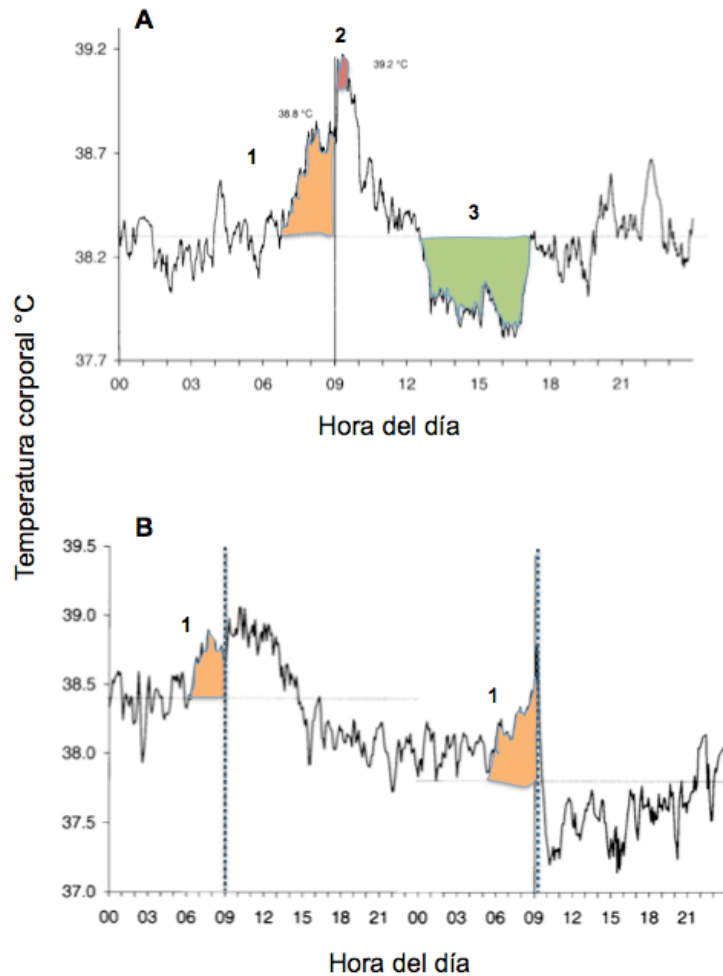 A
2
39.2
39.2 °C
38.8 °C
1
38.7
3
38.2
37.7
00 03 06 09 12 15 18 21
Hora del día
Temperatura corporal °C
B
39.5
1
39.0
38.5
1
38.0
37.5
37.0
00 03 06 09 12 15 18 21 00 03 06 09 12 15 18 21
Hora del día